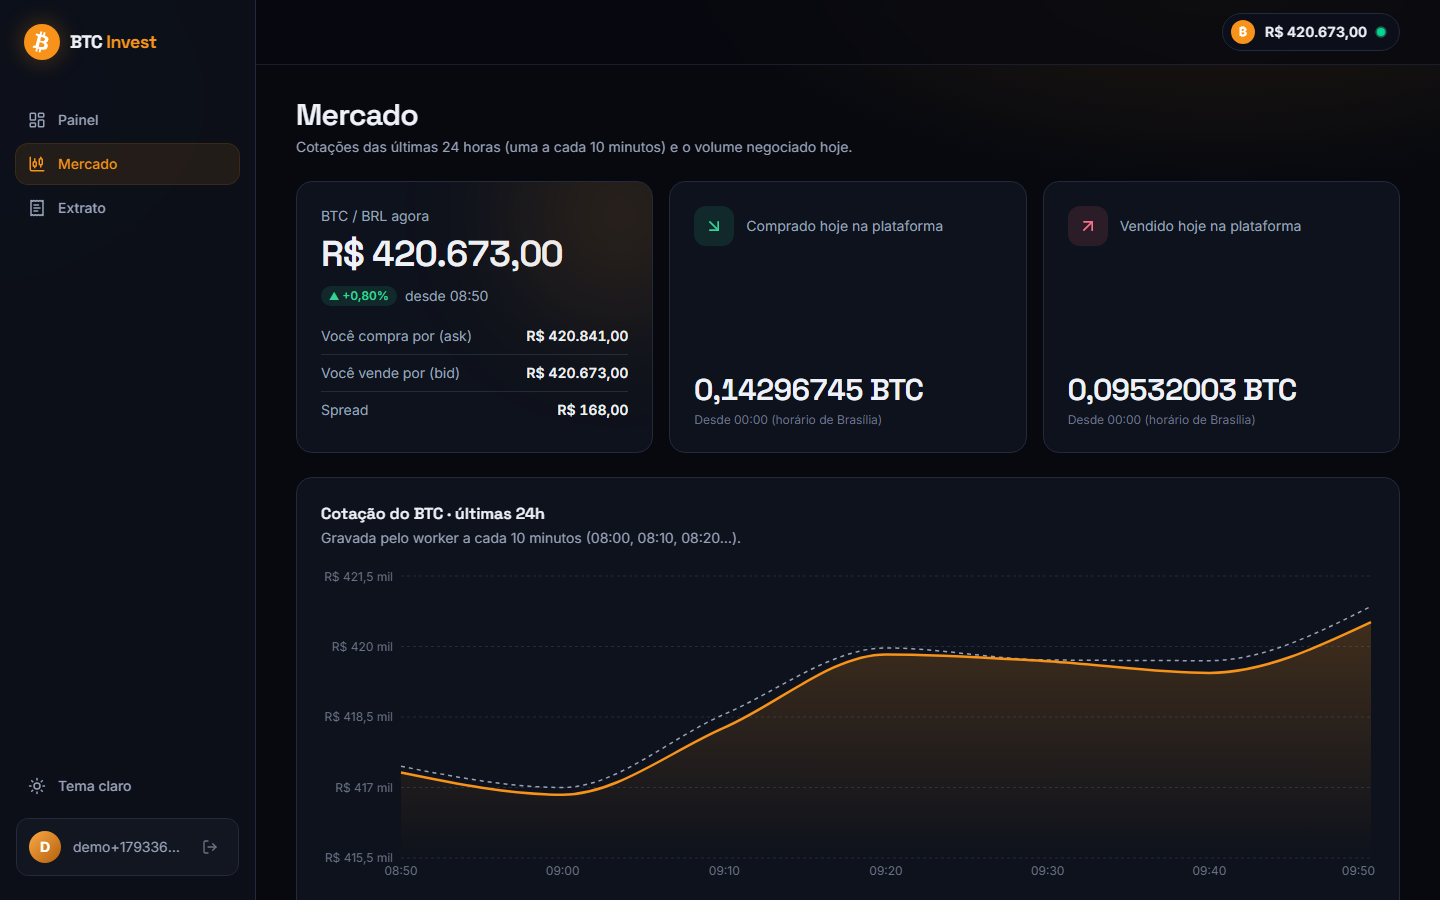 BTC Invest
R$ 420.673,00
Painel
Mercado
Extrato
Mercado
Cotações das últimas 24 horas (uma a cada 10 minutos) e o volume negociado hoje.
BTC / BRL agora
R$ 420.673,00
+0,80% desde 08:50
Você compra por (ask) R$ 420.841,00
Você vende por (bid) R$ 420.673,00
Spread R$ 168,00
Comprado hoje na plataforma
0,14296745 BTC
Desde 00:00 (horário de Brasília)
Vendido hoje na plataforma
0,09532003 BTC
Desde 00:00 (horário de Brasília)
Cotação do BTC · últimas 24h
Gravada pelo worker a cada 10 minutos (08:00, 08:10, 08:20...).
R$ 421,5 mil
R$ 420 mil
R$ 418,5 mil
R$ 417 mil
R$ 415,5 mil
08:50 09:00 09:10 09:20 09:30 09:40 09:50
Tema claro
D demo+179336...